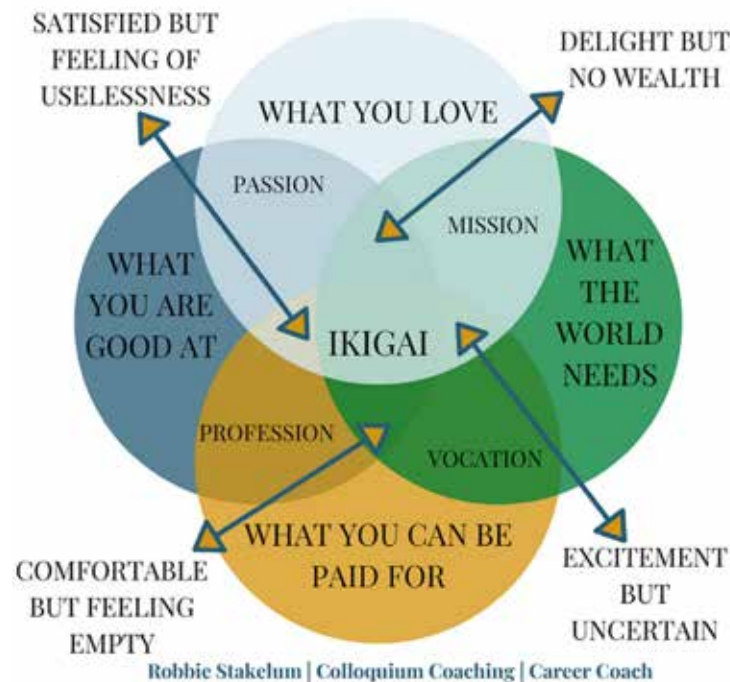 SATISFIED BUT
FEELING OF
USELESSNESS
DELIGHT BUT
NO WEALTH
WHAT YOU LOVE
PASSION
MISSION
WHAT
YOU ARE
GOOD AT
WHAT
THE
WORLD
NEEDS
IKIGAI
PROFESSION
VOCATION
WHAT YOU CAN BE
PAID FOR
COMFORTABLE
BUT FEELING
EMPTY
EXCITEMENT
BUT
UNCERTAIN
Robbie Stakelum | Colloquium Coaching | Career Coach